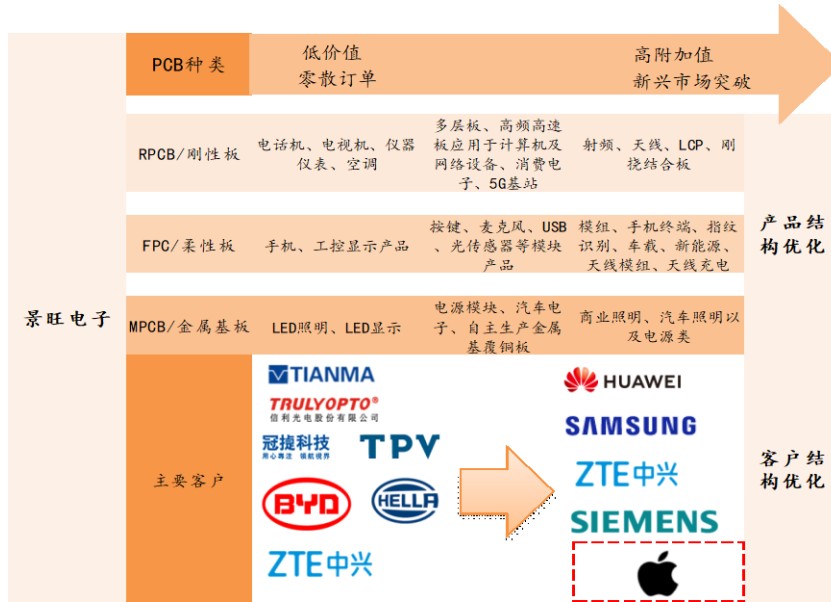 景旺电子
PCB种类
低价值
零散订单
高附加值
新兴市场突破
RPCB/刚性板
电话机、电视机、仪器
仪表、空调
多层板、高频高速
板应用于计算机及
网络设备、消费电
子、5G基站
射频、天线、LCP、刚
挠结合板
FPC/柔性板
手机、工控显示产品
按键、麦克风、USB
、光传感器等模块
产品
模组、手机终端、指纹
识别、车载、新能源、
天线模组、天线充电
产品结
构优化
MPCB/金属基板
LED照明、LED显示
电源模块、汽车电
子、自主生产金属
基覆铜板
商业照明、汽车照明以
及电源类
主要客户
TIANMA
TRULYOPTO®
信利光电股份有限公司
冠捷科技
用心专注 领航视界
TPV
BYD
HELLA
ZTE中兴
HUAWEI
SAMSUNG
ZTE中兴
SIEMENS
客户结
构优化